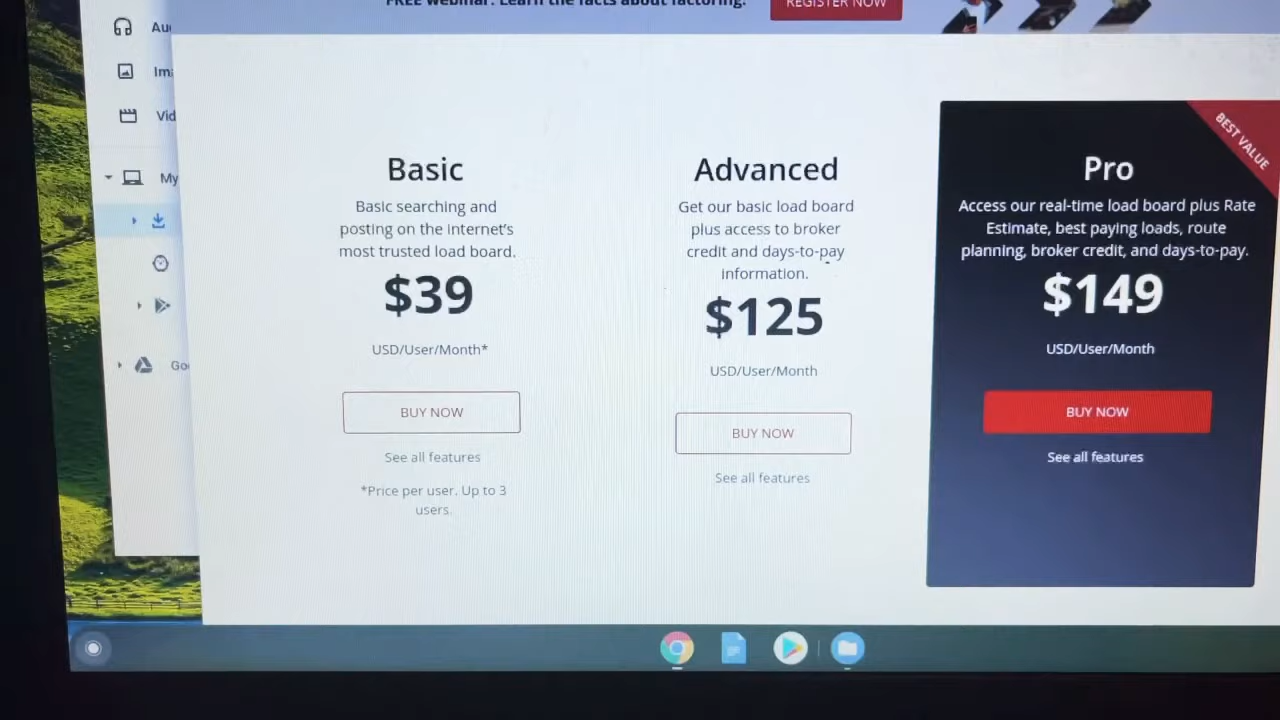 FREE webinar: Learn the facts about factoring.
REGISTER NOW
Basic
Basic searching and
posting on the internet's
most trusted load board.
$39
USD/User/Month*
BUY NOW
See all features
*Price per user. Up to 3
users.
Advanced
Get our basic load board
plus access to broker
credit and days-to-pay
information.
$125
USD/User/Month
BUY NOW
See all features
BEST VALUE
Pro
Access our real-time load board plus Rate
Estimate, best paying loads, route
planning, broker credit, and days-to-pay.
$149
USD/User/Month
BUY NOW
See all features
My